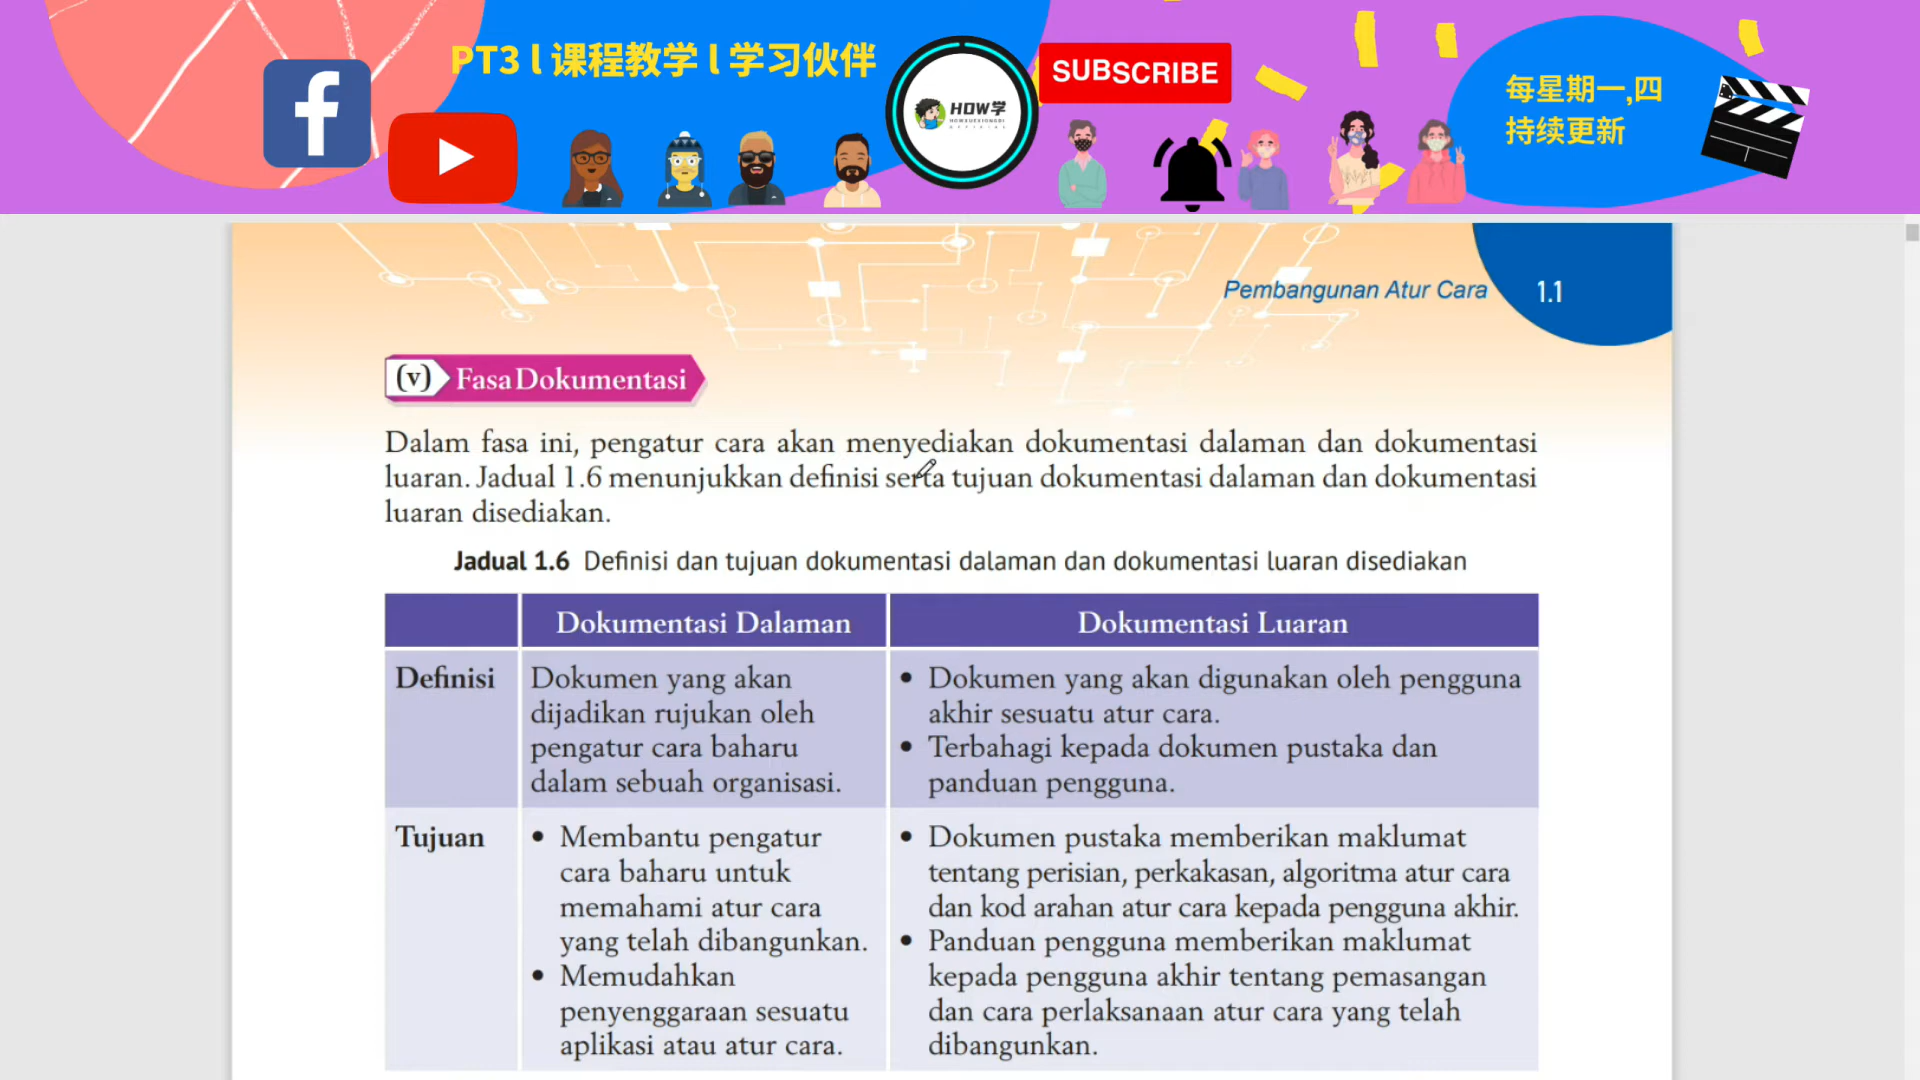 PT3 l 课程教学 l 学习伙伴
HOW学
SUBSCRIBE
每星期一,四
持续更新
Pembangunan Atur Cara 1.1
(v) Fasa Dokumentasi
Dalam fasa ini, pengatur cara akan menyediakan dokumentasi dalaman dan dokumentasi
luaran. Jadual 1.6 menunjukkan definisi serta tujuan dokumentasi dalaman dan dokumentasi
luaran disediakan.
Jadual 1.6 Definisi dan tujuan dokumentasi dalaman dan dokumentasi luaran disediakan
Dokumentasi Dalaman
Dokumentasi Luaran
Definisi
Dokumen yang akan
dijadikan rujukan oleh
pengatur cara baharu
dalam sebuah organisasi.
• Dokumen yang akan digunakan oleh pengguna
akhir sesuatu atur cara.
• Terbahagi kepada dokumen pustaka dan
panduan pengguna.
Tujuan
• Membantu pengatur
cara baharu untuk
memahami atur cara
yang telah dibangunkan.
• Memudahkan
penyenggaraan sesuatu
aplikasi atau atur cara.
• Dokumen pustaka memberikan maklumat
tentang perisian, perkakasan, algoritma atur cara
dan kod arahan atur cara kepada pengguna akhir.
• Panduan pengguna memberikan maklumat
kepada pengguna akhir tentang pemasangan
dan cara perlaksanaan atur cara yang telah
dibangunkan.